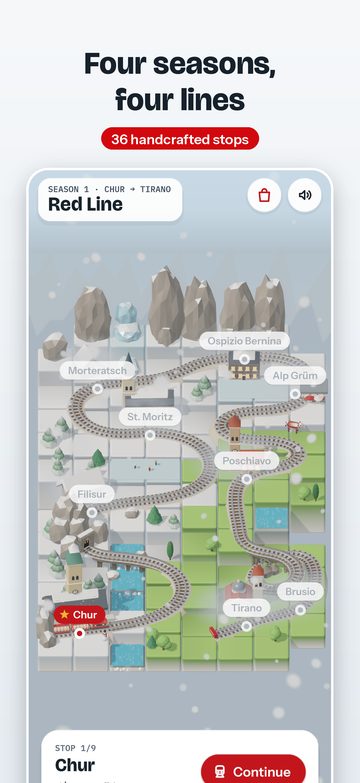 Four seasons,
four lines
36 handcrafted stops
SEASON 1 · CHUR → TIRANO
Red Line
Ospizio Bernina
Morteratsch
Alp Grüm
St. Moritz
Poschiavo
Filisur
Brusio
Tirano
★ Chur
STOP 1/9
Chur
Continue